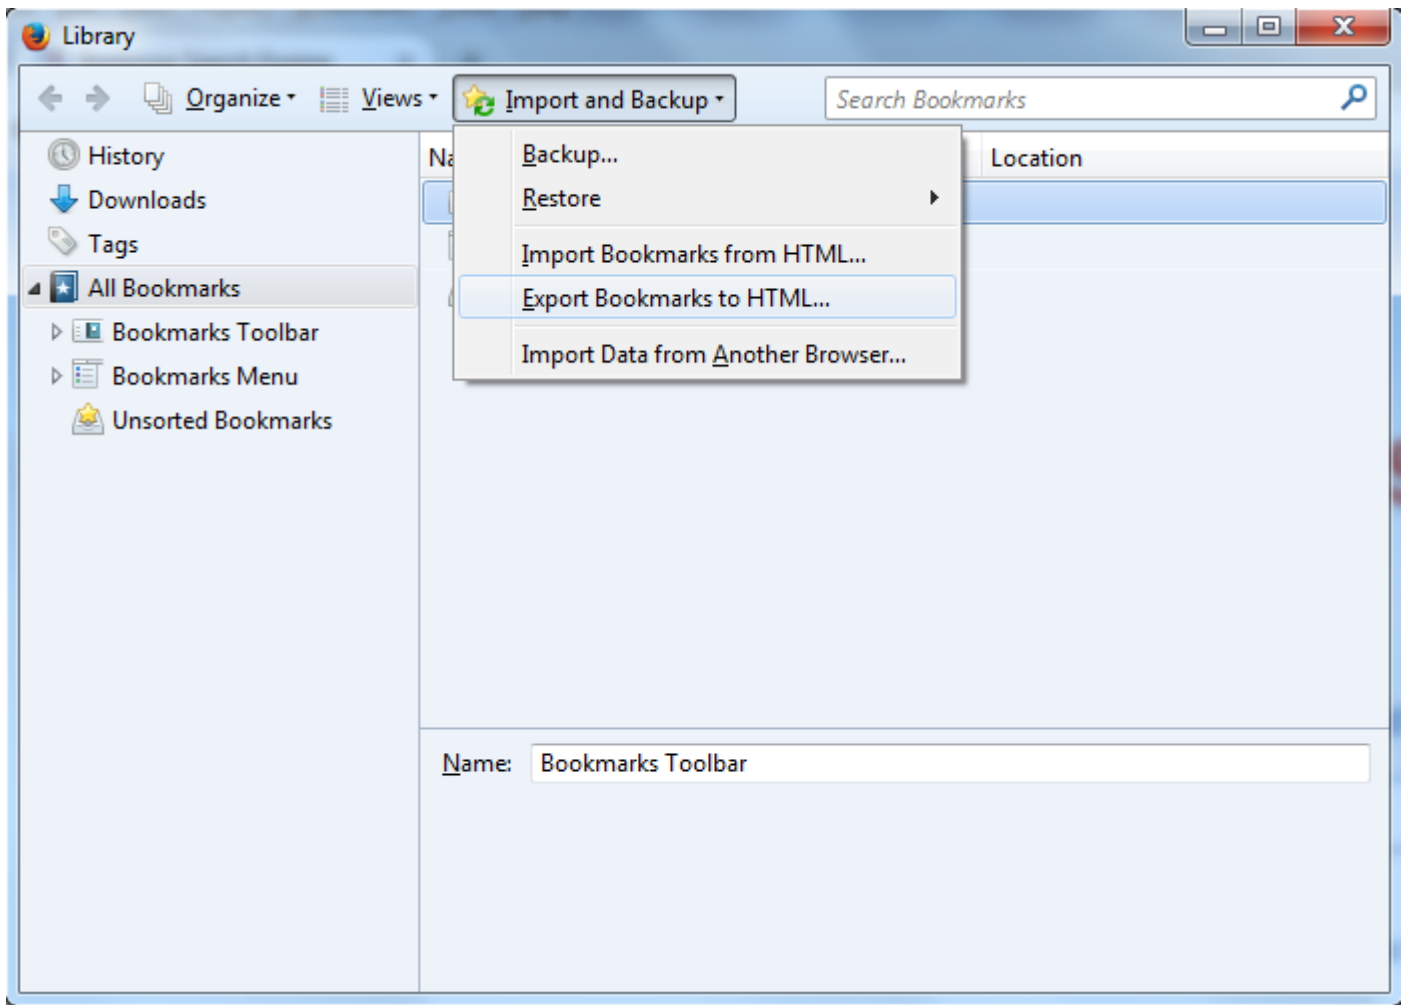 Library
Organize Views Import and Backup Search Bookmarks
History
Downloads
Tags
All Bookmarks
Bookmarks Toolbar
Bookmarks Menu
Unsorted Bookmarks
Backup...
Restore
Import Bookmarks from HTML...
Export Bookmarks to HTML...
Import Data from Another Browser...
Location
Name: Bookmarks Toolbar